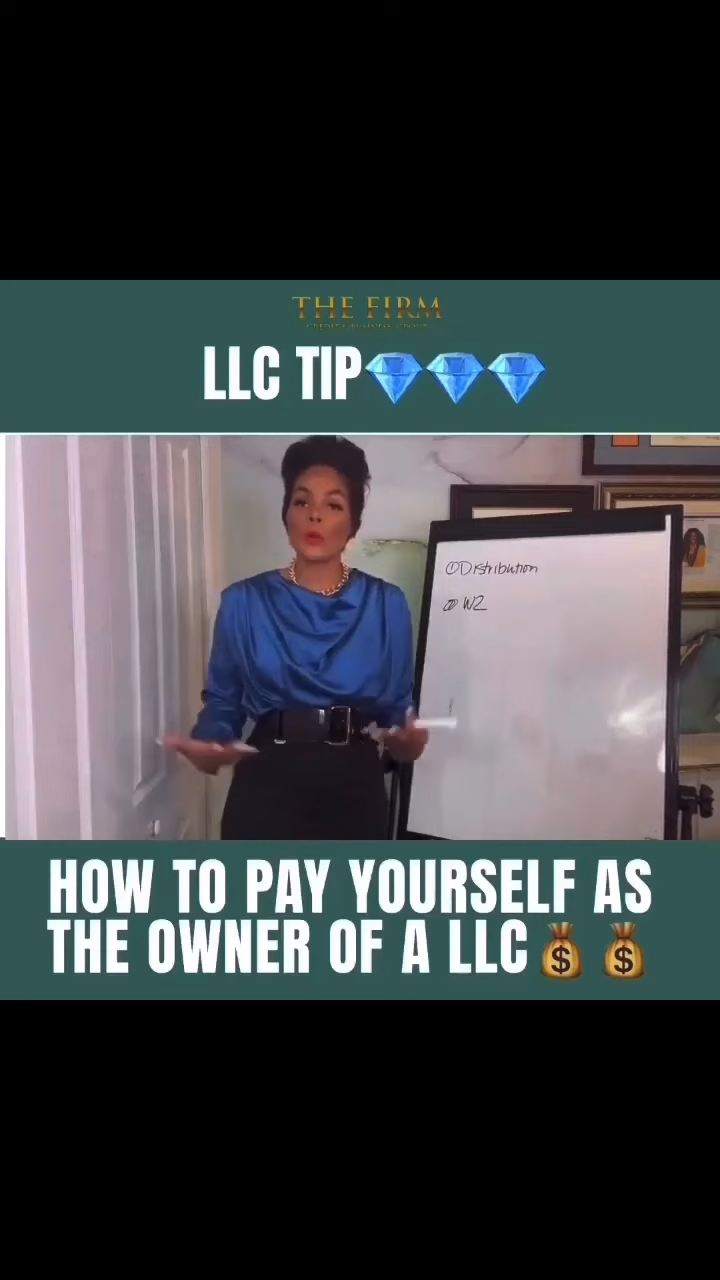 THE FIRM
LLC TIP💎💎💎
①Distribution
② W2
HOW TO PAY YOURSELF AS
THE OWNER OF A LLC💰💰